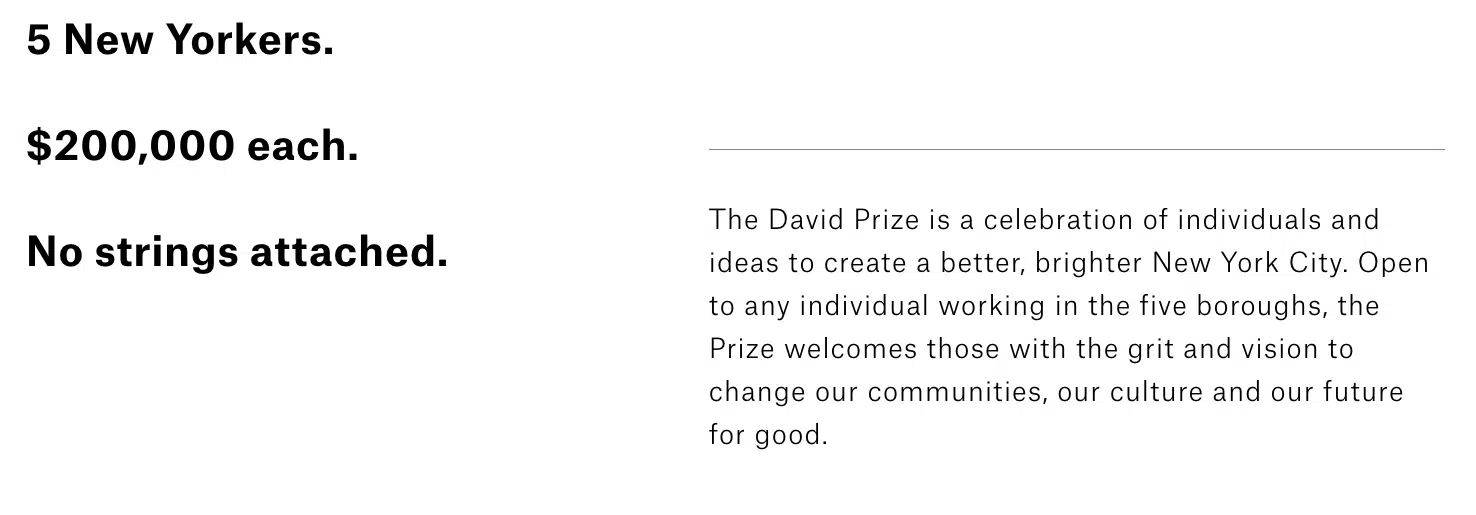 5 New Yorkers.
$200,000 each.
No strings attached.
The David Prize is a celebration of individuals and
ideas to create a better, brighter New York City. Open
to any individual working in the five boroughs, the
Prize welcomes those with the grit and vision to
change our communities, our culture and our future
for good.